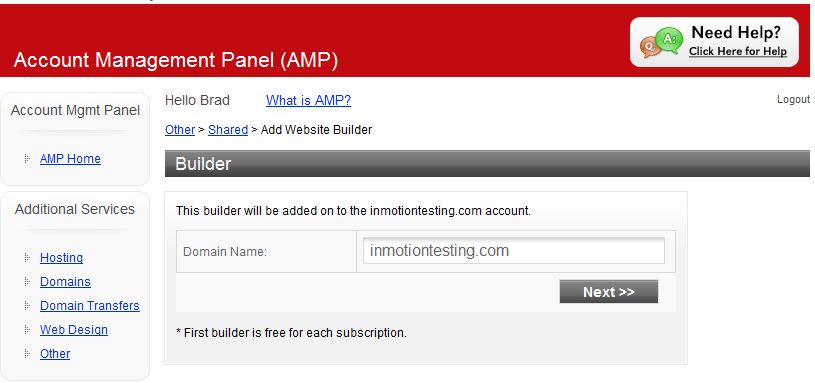 Need Help?
Q: A: Click Here for Help
Account Management Panel (AMP)
Account Mgmt Panel
AMP Home
Additional Services
Hosting
Domains
Domain Transfers
Web Design
Other
Hello Brad What is AMP? Logout
Other > Shared > Add Website Builder
Builder
This builder will be added on to the inmotiontesting.com account.
Domain Name: inmotiontesting.com
Next >>
* First builder is free for each subscription.